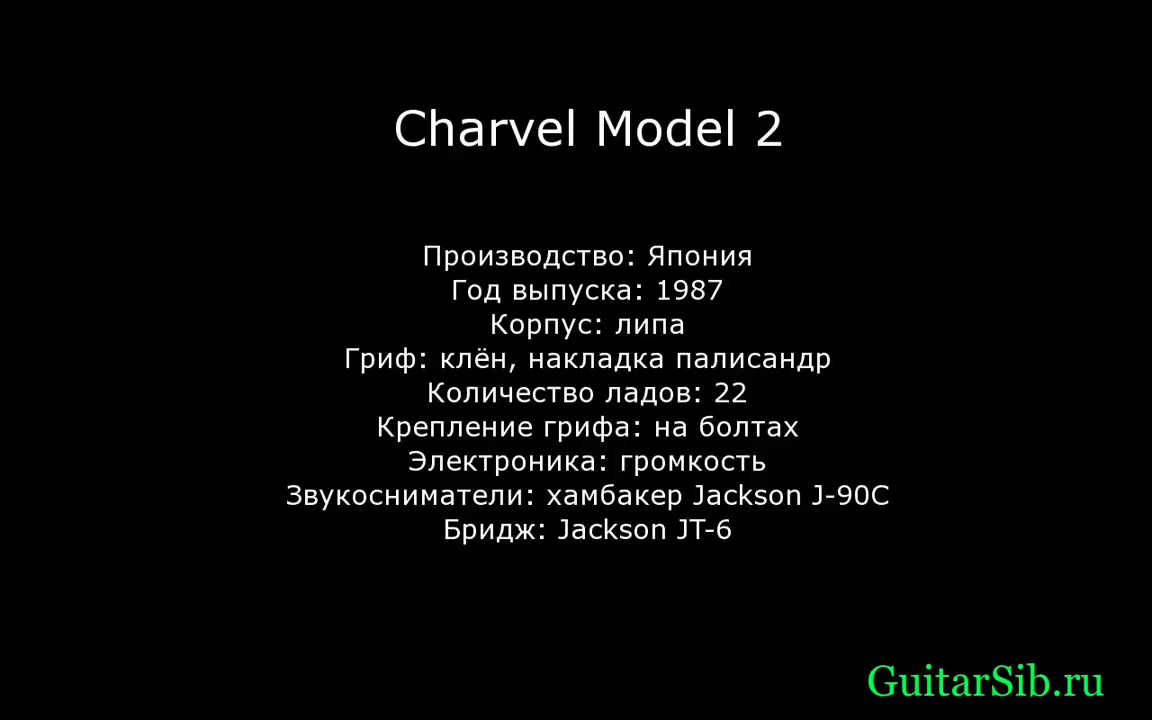 Charvel Model 2
Производство: Япония
Год выпуска: 1987
Корпус: липа
Гриф: клён, накладка палисандр
Количество ладов: 22
Крепление грифа: на болтах
Электроника: громкость
Звукосниматели: хамбакер Jackson J-90C
Бридж: Jackson JT-6
GuitarSib.ru